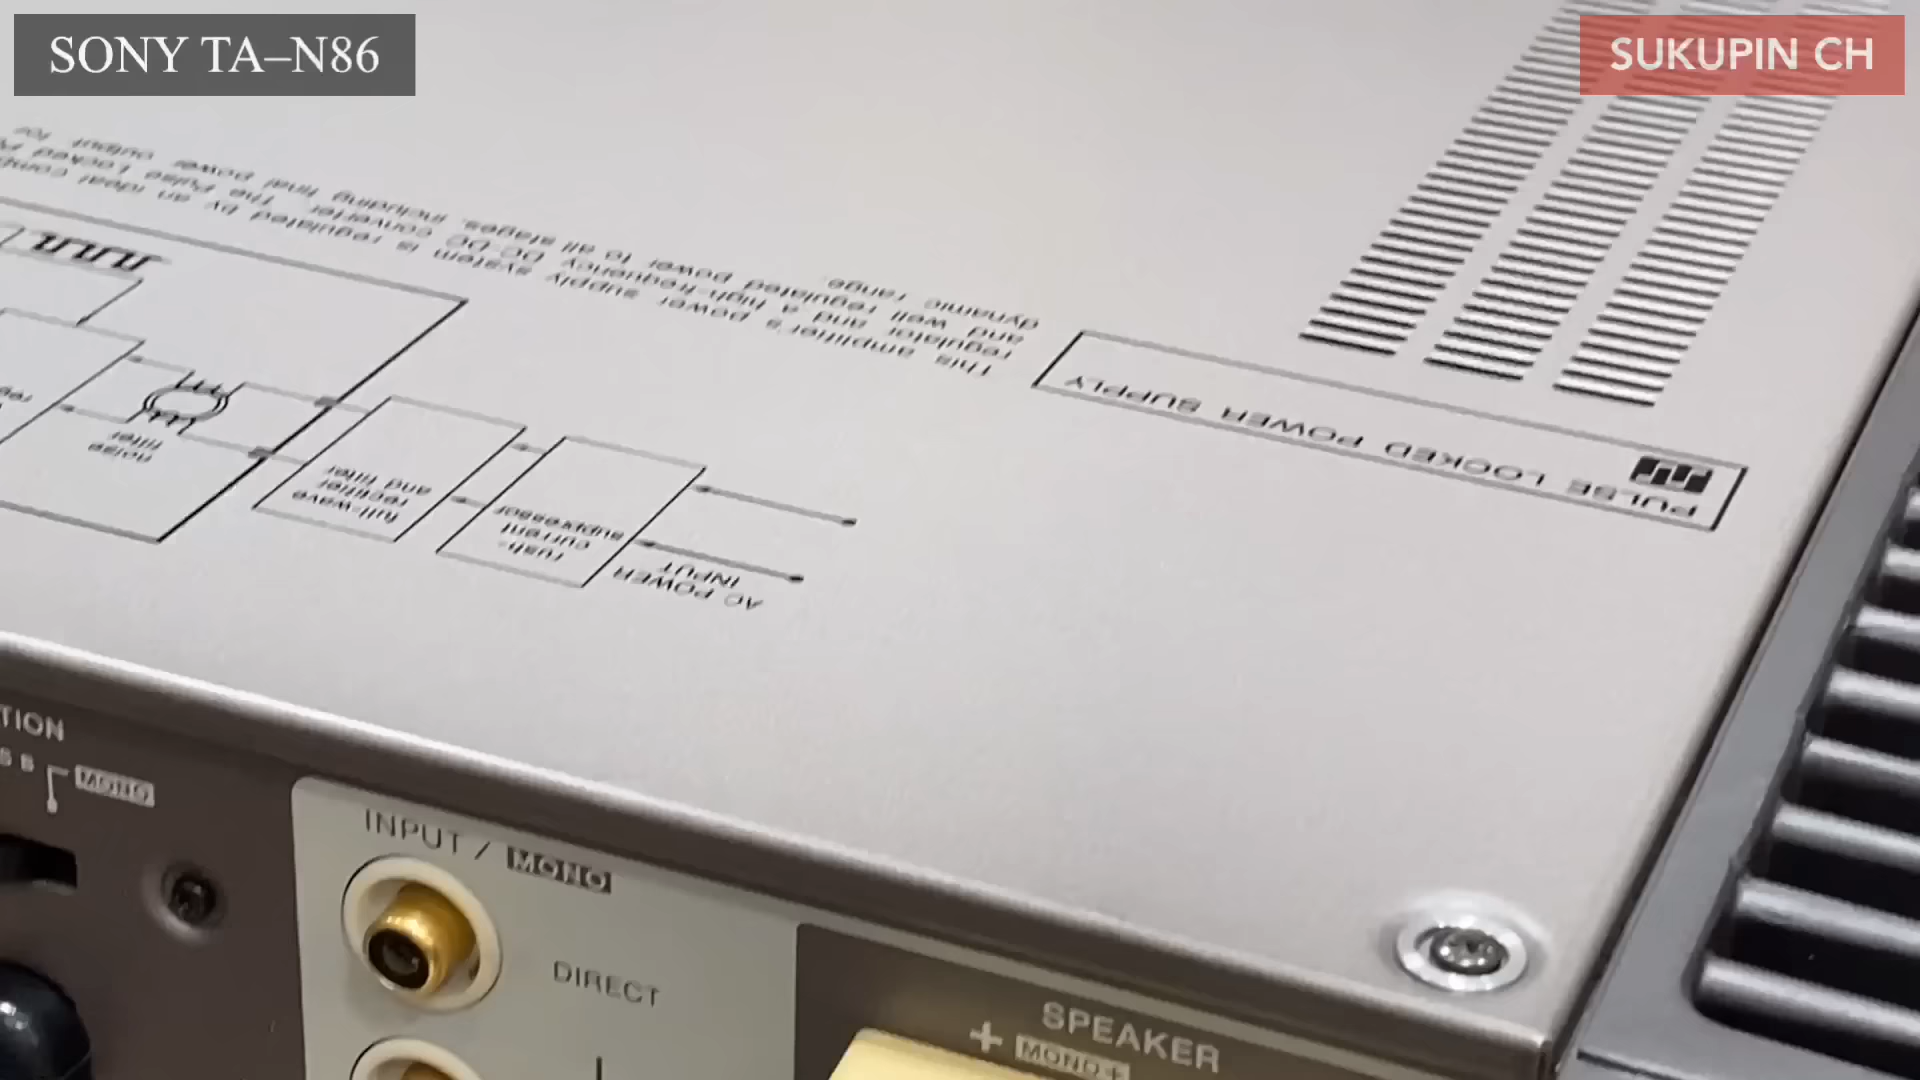 SONY TA–N86
SUKUPIN CH
PULSE LOCKED POWER SUPPLY
This amplifier's power supply system is regulated by an ideal
regulator and a high-frequency DC-DC converter. The Pulse Locked
and well regulated power to all stages, including final power output for
dynamic range.
AC POWER
INPUT
rush-
current
suppressor
full-wave
rectifier
and filter
noise
filter
TION
B
MONO
INPUT / MONO
DIRECT
SPEAKER
+ MONO+